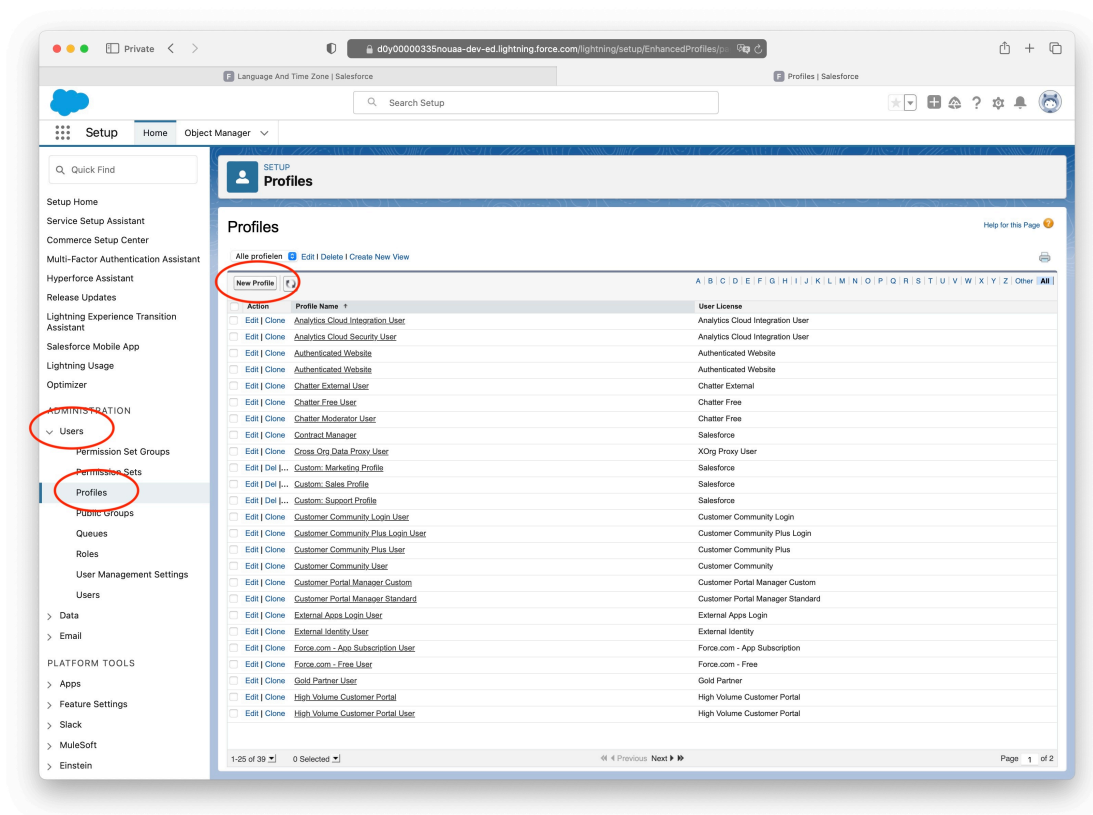 Private
d0y00000335nouaa-dev-ed.lightning.force.com/lightning/setup/EnhancedProfiles/
Language And Time Zone | Salesforce
Profiles | Salesforce
Search Setup
Setup
Home
Object Manager
Quick Find
Setup Home
Service Setup Assistant
Commerce Setup Center
Multi-Factor Authentication Assistant
Hyperforce Assistant
Release Updates
Lightning Experience Transition
Assistant
Salesforce Mobile App
Lightning Usage
Optimizer
ADMINISTRATION
Users
Permission Set Groups
Permission Sets
Profiles
Public Groups
Queues
Roles
User Management Settings
Users
Data
Email
PLATFORM TOOLS
Apps
Feature Settings
Slack
MuleSoft
Einstein
SETUP
Profiles
Profiles
Help for this Page
Alle profielen Edit | Delete | Create New View
New Profile
A | B | C | D | E | F | G | H | I | J | K | L | M | N | O | P | Q | R | S | T | U | V | W | X | Y | Z | Other | All
Action Profile Name ↑ User License
Edit | Clone Analytics Cloud Integration User Analytics Cloud Integration User
Edit | Clone Analytics Cloud Security User Analytics Cloud Integration User
Edit | Clone Authenticated Website Authenticated Website
Edit | Clone Authenticated Website Authenticated Website
Edit | Clone Chatter External User Chatter External
Edit | Clone Chatter Free User Chatter Free
Edit | Clone Chatter Moderator User Chatter Free
Edit | Clone Contract Manager Salesforce
Edit | Clone Cross Org Data Proxy User XOrg Proxy User
Edit | Del |... Custom: Marketing Profile Salesforce
Edit | Del |... Custom: Sales Profile Salesforce
Edit | Del |... Custom: Support Profile Salesforce
Edit | Clone Customer Community Login User Customer Community Login
Edit | Clone Customer Community Plus Login User Customer Community Plus Login
Edit | Clone Customer Community Plus User Customer Community Plus
Edit | Clone Customer Community User Customer Community
Edit | Clone Customer Portal Manager Custom Customer Portal Manager Custom
Edit | Clone Customer Portal Manager Standard Customer Portal Manager Standard
Edit | Clone External Apps Login User External Apps Login
Edit | Clone External Identity User External Identity
Edit | Clone Force.com - App Subscription User Force.com - App Subscription
Edit | Clone Force.com - Free User Force.com - Free
Edit | Clone Gold Partner User Gold Partner
Edit | Clone High Volume Customer Portal High Volume Customer Portal
Edit | Clone High Volume Customer Portal User High Volume Customer Portal
1-25 of 39 0 Selected Previous Next Page 1 of 2